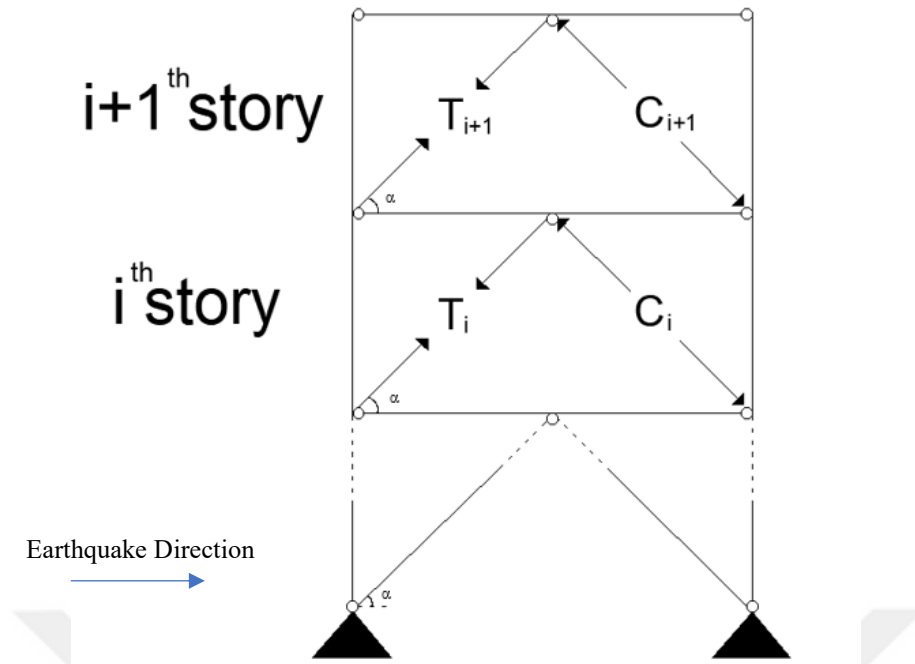 i+1th story
Ti+1
Ci+1
α
ith story
Ti
Ci
α
Earthquake Direction
α